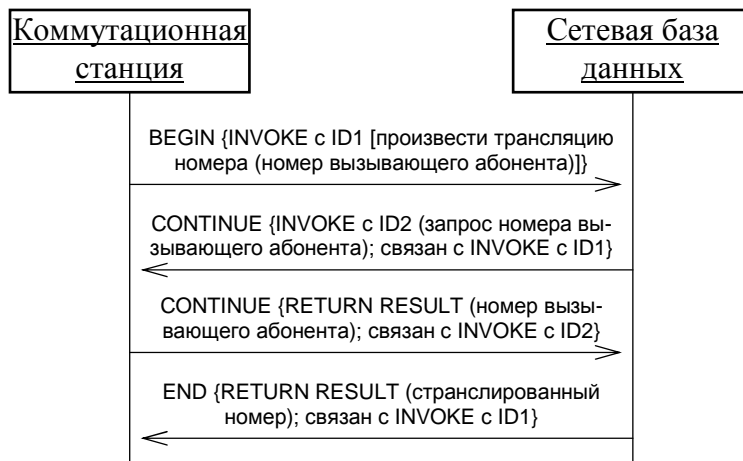 Коммутационная
станция
Сетевая база
данных
BEGIN {INVOKE с ID1 [произвести трансляцию
номера (номер вызывающего абонента)]}
CONTINUE {INVOKE с ID2 (запрос номера вы-
зывающего абонента); связан с INVOKE с ID1}
CONTINUE {RETURN RESULT (номер вызы-
вающего абонента); связан с INVOKE с ID2}
END {RETURN RESULT (странслированный
номер); связан с INVOKE с ID1}